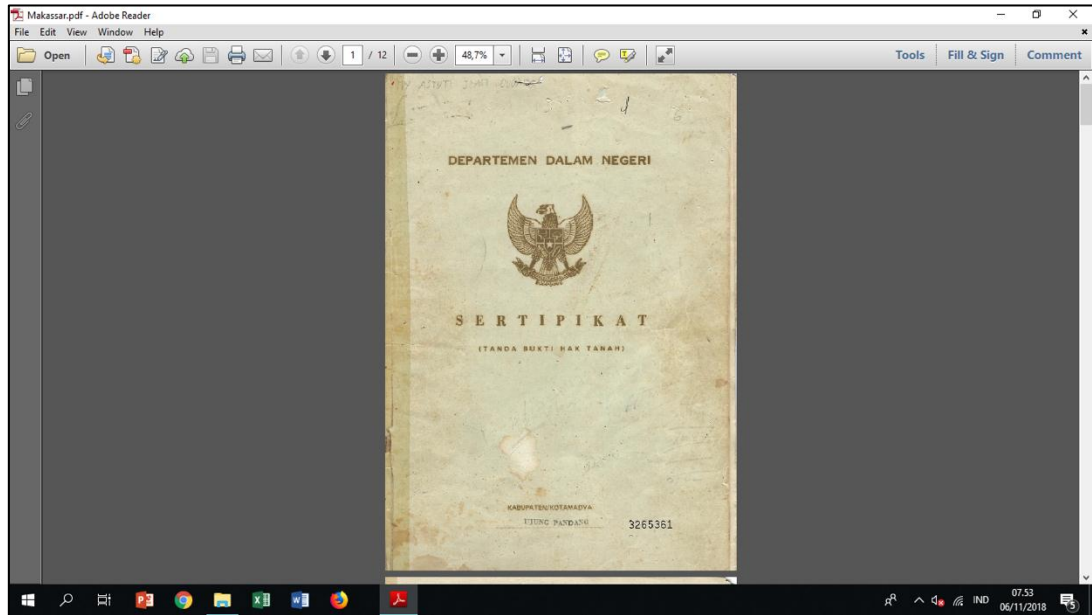 Makassar.pdf - Adobe Reader
File Edit View Window Help
Open 1 / 12 48,7% Tools Fill & Sign Comment
DEPARTEMEN DALAM NEGERI
SERTIPIKAT
(TANDA BUKTI HAK TANAH)
KABUPATEN/KOTAMADYA
UJUNG PANDANG 3265361
IND 07.53
06/11/2018